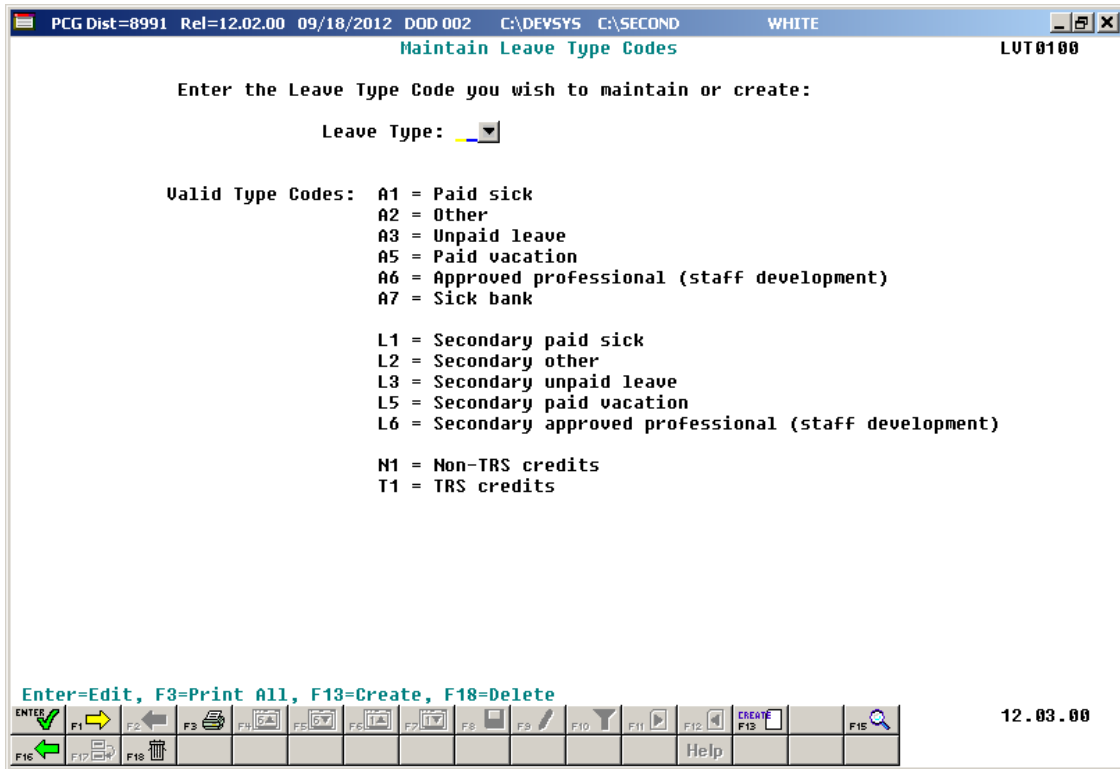 PCG Dist=8991 Rel=12.02.00 09/18/2012 DOD 002 C:\DEVSYS C:\SECOND WHITE
Maintain Leave Type Codes LVT0100
Enter the Leave Type Code you wish to maintain or create:
Leave Type:
Valid Type Codes: A1 = Paid sick
A2 = Other
A3 = Unpaid leave
A5 = Paid vacation
A6 = Approved professional (staff development)
A7 = Sick bank
L1 = Secondary paid sick
L2 = Secondary other
L3 = Secondary unpaid leave
L5 = Secondary paid vacation
L6 = Secondary approved professional (staff development)
N1 = Non-TRS credits
T1 = TRS credits
Enter=Edit, F3=Print All, F13=Create, F18=Delete
ENTER F1 F2 F3 F4 6 F5 6 F6 1 F7 1 F8 F9 F10 F11 F12 CREATE F13 F15 12.03.00
F16 F17 F18 Help